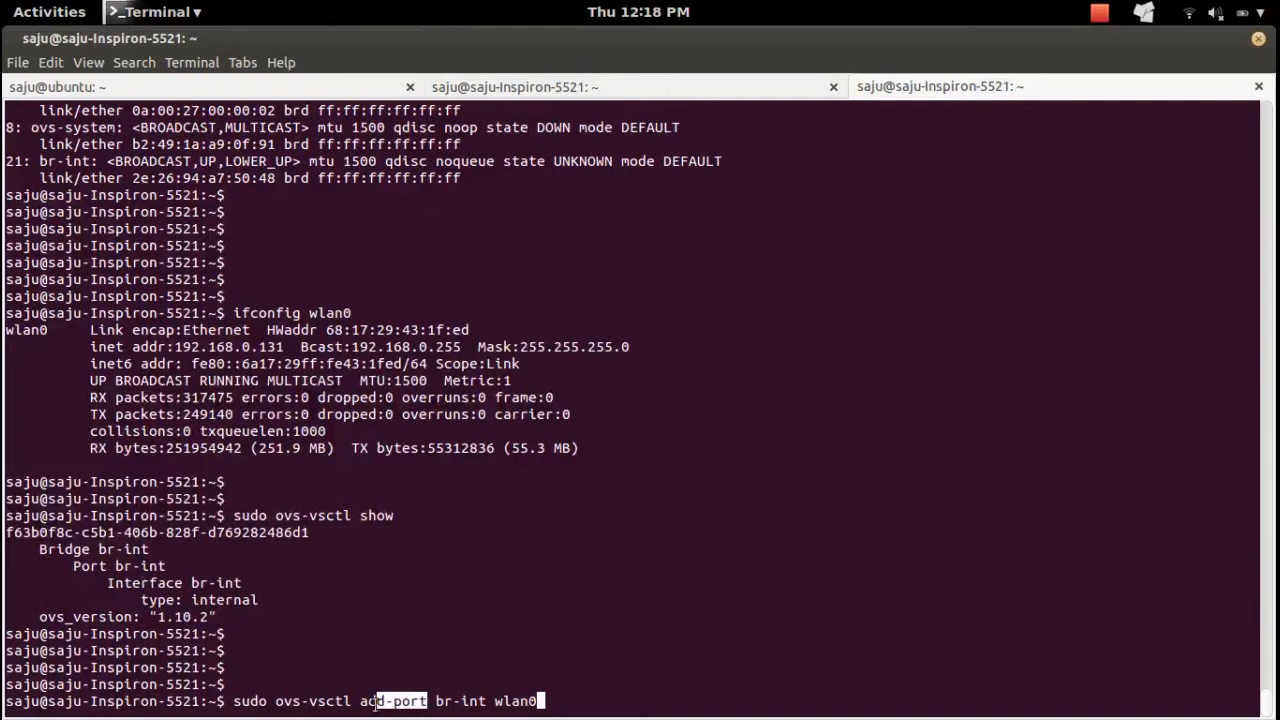 Activities Terminal Thu 12:18 PM
saju@saju-Inspiron-5521: ~
File Edit View Search Terminal Tabs Help
saju@ubuntu: ~ saju@saju-Inspiron-5521: ~ saju@saju-Inspiron-5521: ~
link/ether 0a:00:27:00:00:02 brd ff:ff:ff:ff:ff:ff
8: ovs-system: <BROADCAST,MULTICAST> mtu 1500 qdisc noop state DOWN mode DEFAULT
link/ether b2:49:1a:a9:0f:91 brd ff:ff:ff:ff:ff:ff
21: br-int: <BROADCAST,UP,LOWER_UP> mtu 1500 qdisc noqueue state UNKNOWN mode DEFAULT
link/ether 2e:26:94:a7:50:48 brd ff:ff:ff:ff:ff:ff
saju@saju-Inspiron-5521:~$
saju@saju-Inspiron-5521:~$
saju@saju-Inspiron-5521:~$
saju@saju-Inspiron-5521:~$
saju@saju-Inspiron-5521:~$
saju@saju-Inspiron-5521:~$
saju@saju-Inspiron-5521:~$
saju@saju-Inspiron-5521:~$ ifconfig wlan0
wlan0 Link encap:Ethernet HWaddr 68:17:29:43:1f:ed
inet addr:192.168.0.131 Bcast:192.168.0.255 Mask:255.255.255.0
inet6 addr: fe80::6a17:29ff:fe43:1fed/64 Scope:Link
UP BROADCAST RUNNING MULTICAST MTU:1500 Metric:1
RX packets:317475 errors:0 dropped:0 overruns:0 frame:0
TX packets:249140 errors:0 dropped:0 overruns:0 carrier:0
collisions:0 txqueuelen:1000
RX bytes:251954942 (251.9 MB) TX bytes:55312836 (55.3 MB)
saju@saju-Inspiron-5521:~$
saju@saju-Inspiron-5521:~$
saju@saju-Inspiron-5521:~$ sudo ovs-vsctl show
f63b0f8c-c5b1-406b-828f-d769282486d1
Bridge br-int
Port br-int
Interface br-int
type: internal
ovs_version: "1.10.2"
saju@saju-Inspiron-5521:~$
saju@saju-Inspiron-5521:~$
saju@saju-Inspiron-5521:~$
saju@saju-Inspiron-5521:~$
saju@saju-Inspiron-5521:~$ sudo ovs-vsctl add-port br-int wlan0